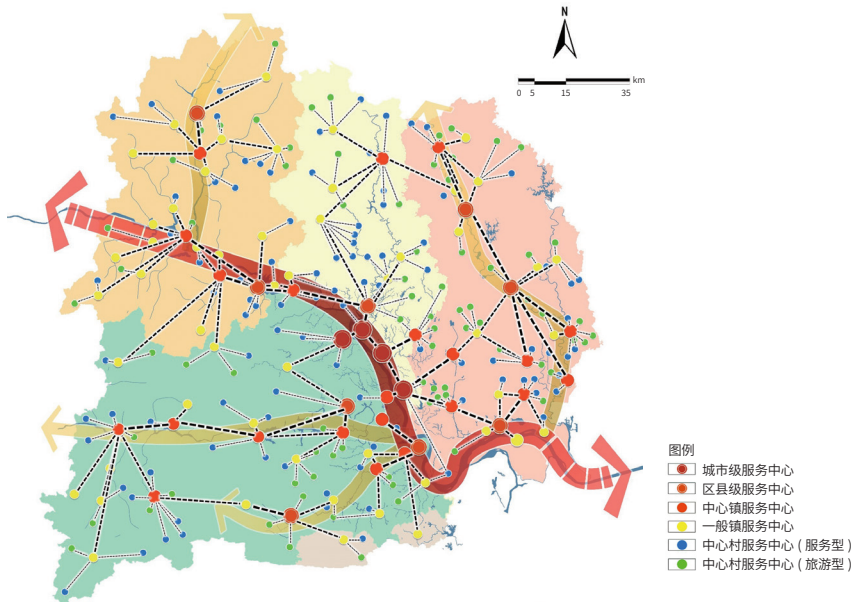 N
km
0 5 15 35
图例
城市级服务中心
区县级服务中心
中心镇服务中心
一般镇服务中心
中心村服务中心 ( 服务型 )
中心村服务中心 ( 旅游型 )